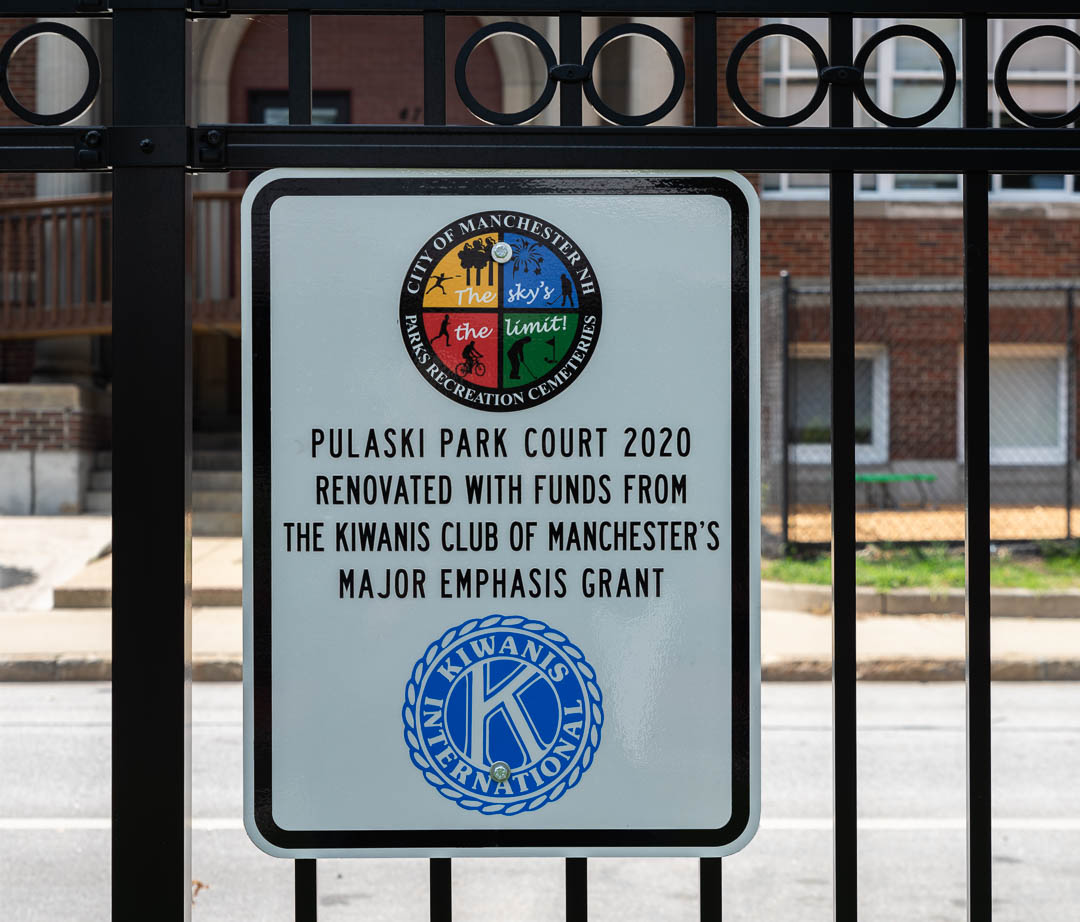 CITY OF MANCHESTER NH
The sky's
the limit!
PARKS RECREATION CEMETERIES
PULASKI PARK COURT 2020
RENOVATED WITH FUNDS FROM
THE KIWANIS CLUB OF MANCHESTER'S
MAJOR EMPHASIS GRANT
KIWANIS
K
INTERNATIONAL